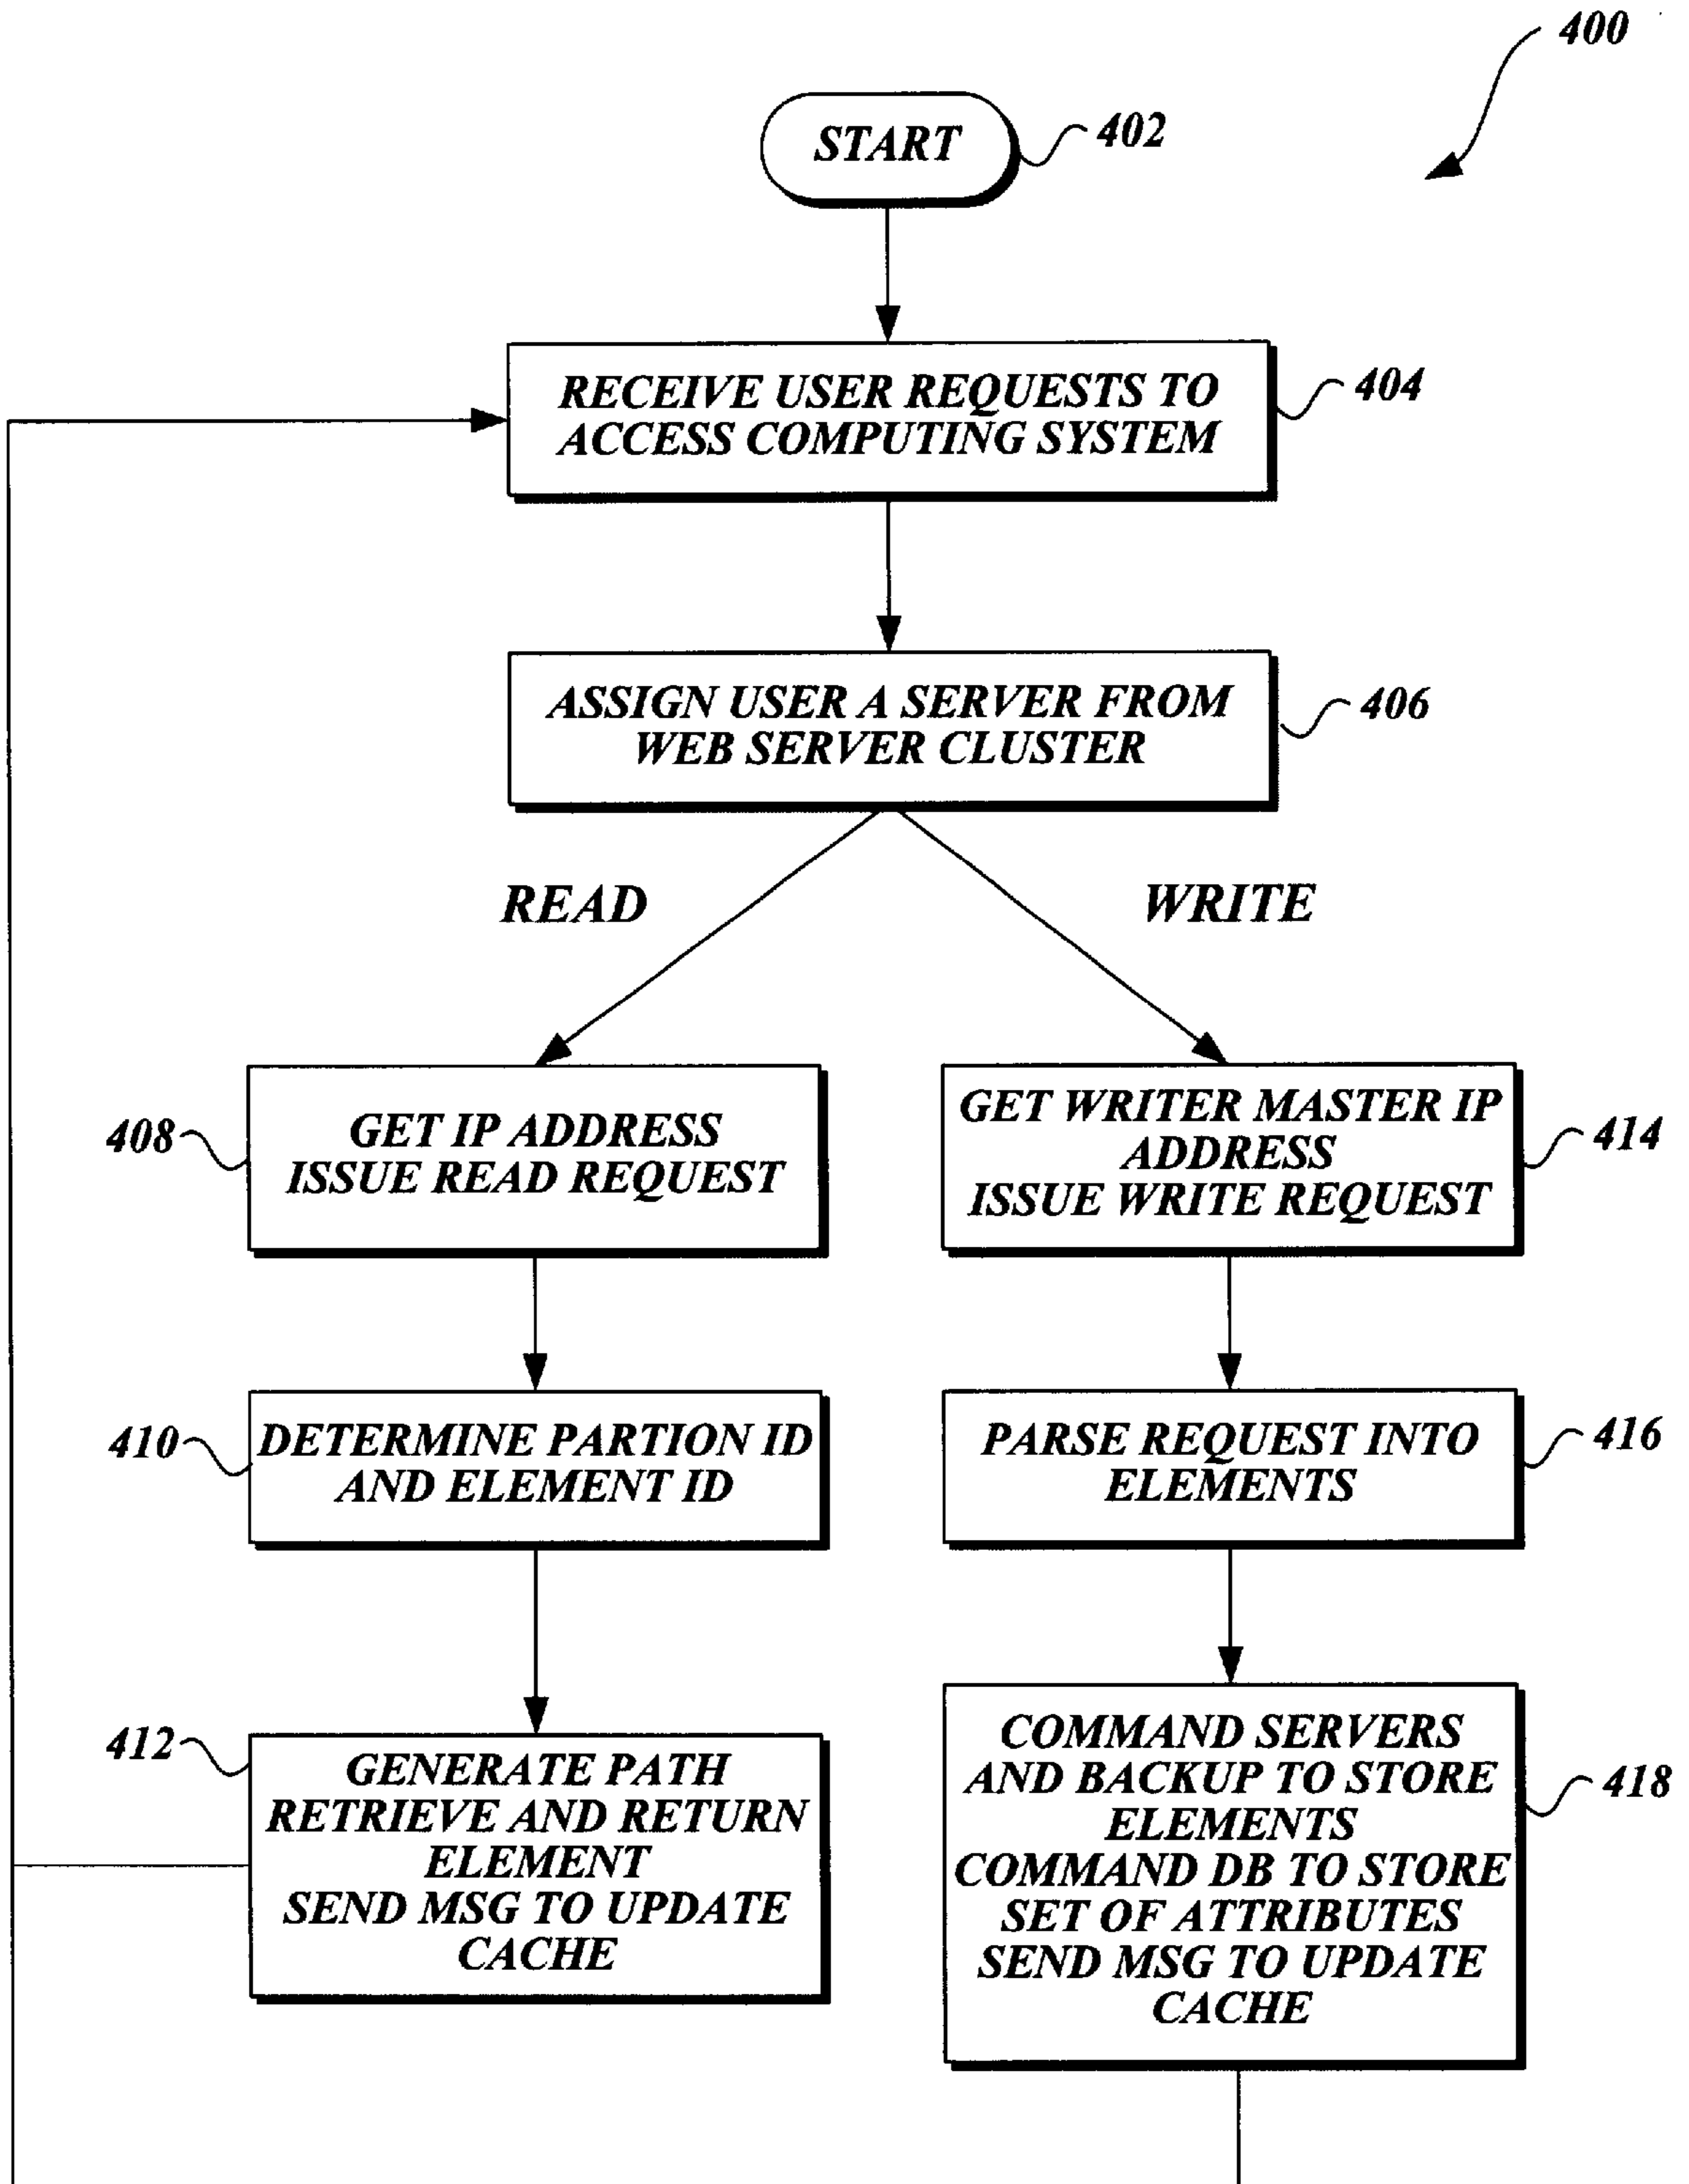 400
START
402
RECEIVE USER REQUESTS TO
ACCESS COMPUTING SYSTEM
404
ASSIGN USER A SERVER FROM
WEB SERVER CLUSTER
406
READ
WRITE
408
GET IP ADDRESS
ISSUE READ REQUEST
GET WRITER MASTER IP
ADDRESS
ISSUE WRITE REQUEST
414
410
DETERMINE PARTION ID
AND ELEMENT ID
PARSE REQUEST INTO
ELEMENTS
416
412
GENERATE PATH
RETRIEVE AND RETURN
ELEMENT
SEND MSG TO UPDATE
CACHE
COMMAND SERVERS
AND BACKUP TO STORE
ELEMENTS
COMMAND DB TO STORE
SET OF ATTRIBUTES
SEND MSG TO UPDATE
CACHE
418